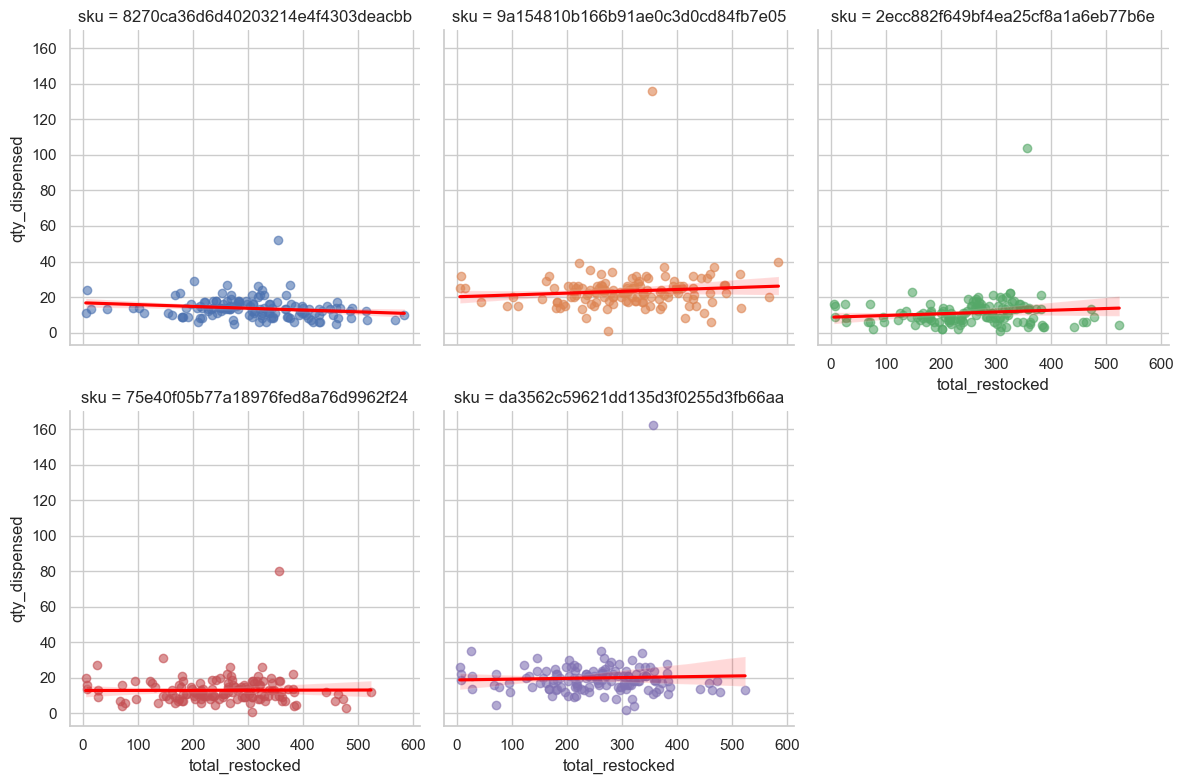 sku = 8270ca36d6d40203214e4f4303deacbb
sku = 9a154810b166b91ae0c3d0cd84fb7e05
sku = 2ecc882f649bf4ea25cf8a1a6eb77b6e
160
140
120
100
80
60
40
20
0
qty_dispensed
0 100 200 300 400 500 600
total_restocked
sku = 75e40f05b77a18976fed8a76d9962f24
sku = da3562c59621dd135d3f0255d3fb66aa
160
140
120
100
80
60
40
20
0
qty_dispensed
0 100 200 300 400 500 600
total_restocked
0 100 200 300 400 500 600
total_restocked